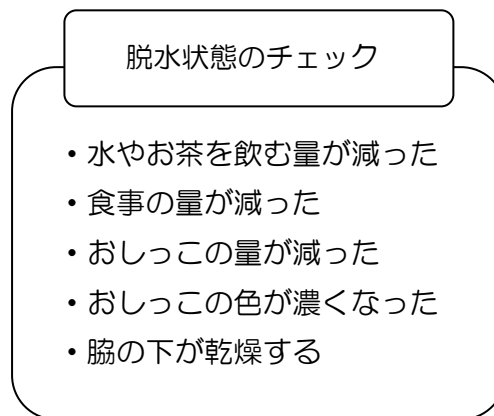 脱水状態のチェック
・水やお茶を飲む量が減った
・食事の量が減った
・おしっこの量が減った
・おしっこの色が濃くなった
・脇の下が乾燥する